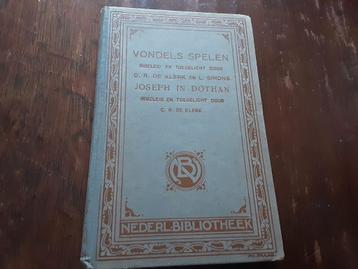 VONDELS SPELEN
INGELEID EN TOEGELICHT DOOR
C. R. DE KLERK EN L. SIMONS
JOSEPH IN DOTHAN
INGELEID EN TOEGELICHT DOOR
C. R. DE KLERK
NEDERL. BIBLIOTHEEK